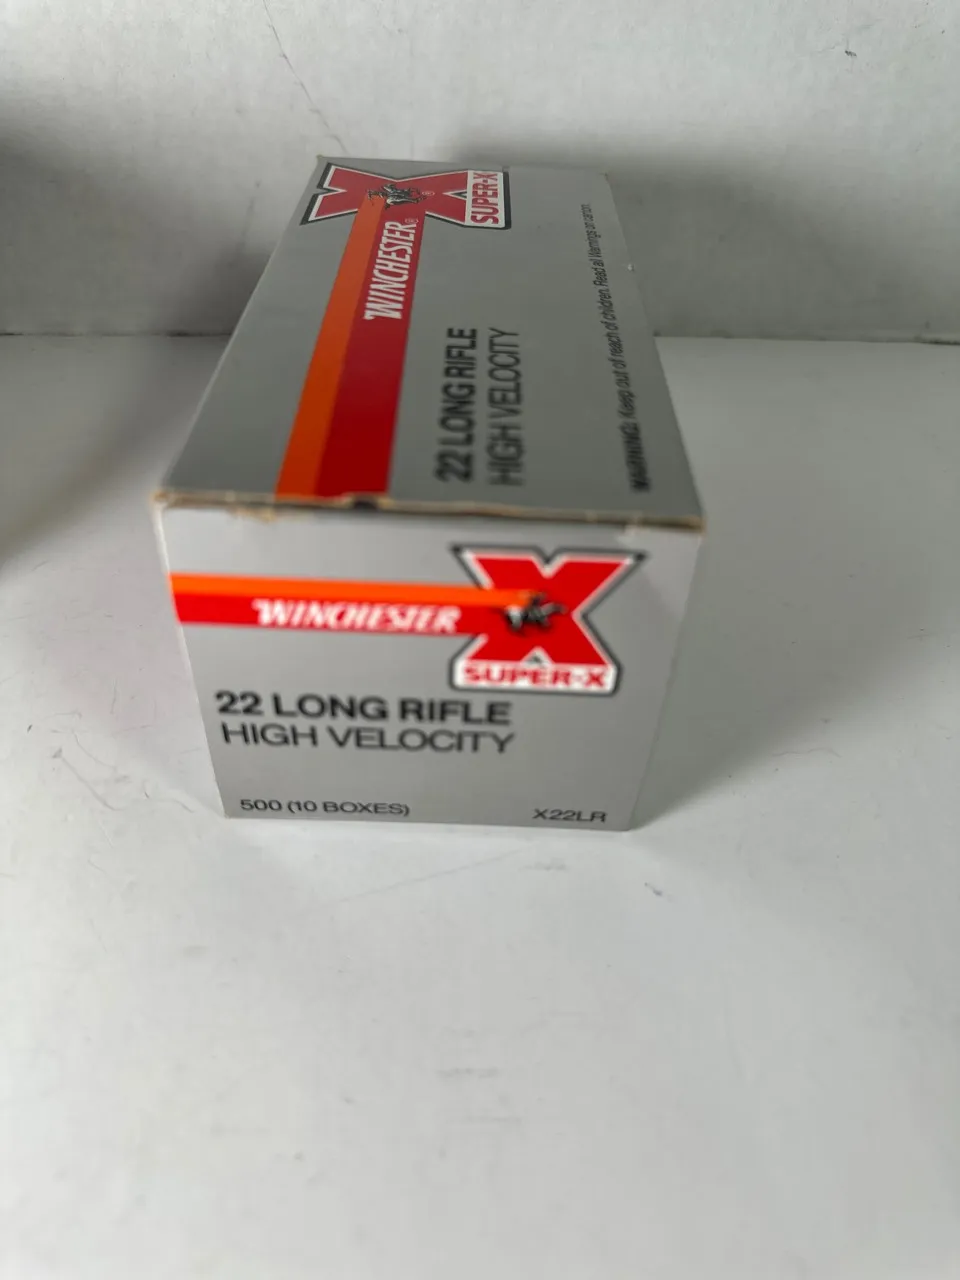 X
®
SUPER-X
WINCHESTER®
22 LONG RIFLE
HIGH VELOCITY
WARNING: Keep out of reach of children. Read all Warnings on carton.
X
WINCHESTER
SUPER-X
22 LONG RIFLE
HIGH VELOCITY
500 (10 BOXES)
X22LR